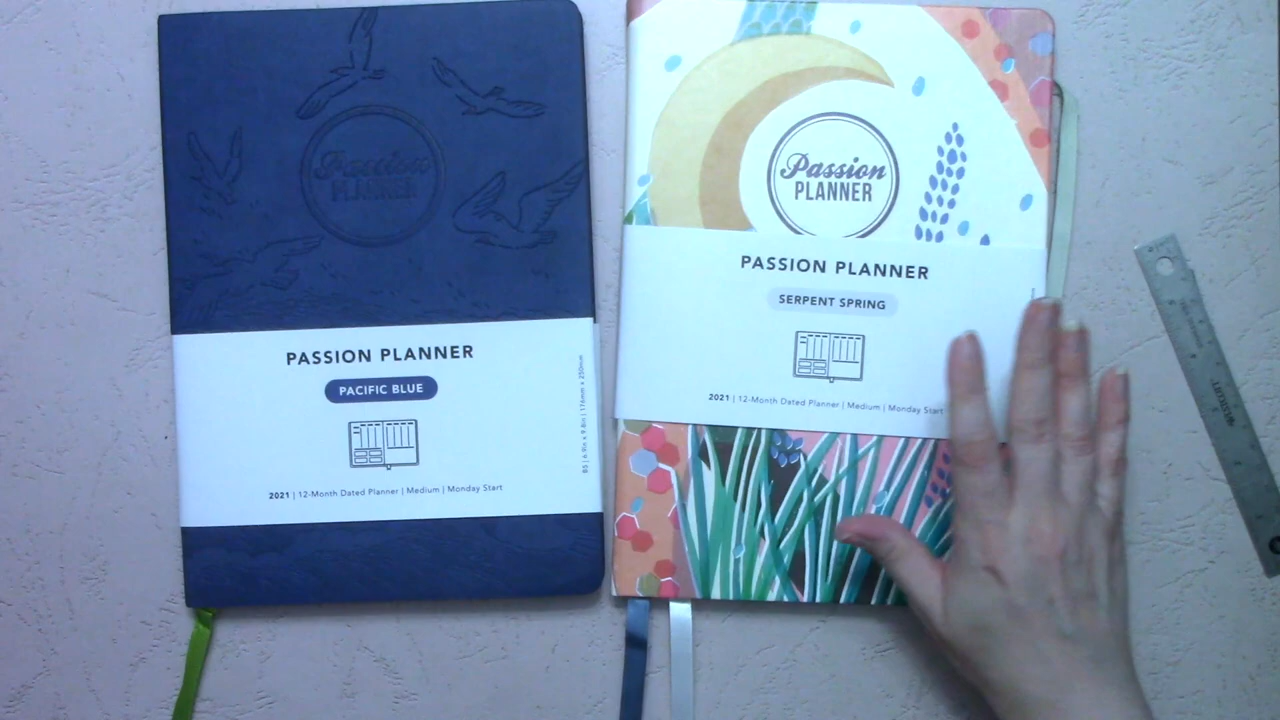 Passion
PLANNER
PASSION PLANNER
PACIFIC BLUE
2021 | 12-Month Dated Planner | Medium | Monday Start
B5 | 6.9in x 9.8in | 176mm x 250mm
Passion
PLANNER
PASSION PLANNER
SERPENT SPRING
2021 | 12-Month Dated Planner | Medium | Monday Start
WESTCOTT